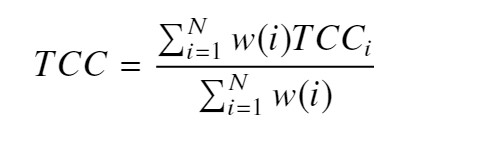 TCC = \frac{\sum_{i=1}^{N} w(i)TCC_i}{\sum_{i=1}^{N} w(i)}